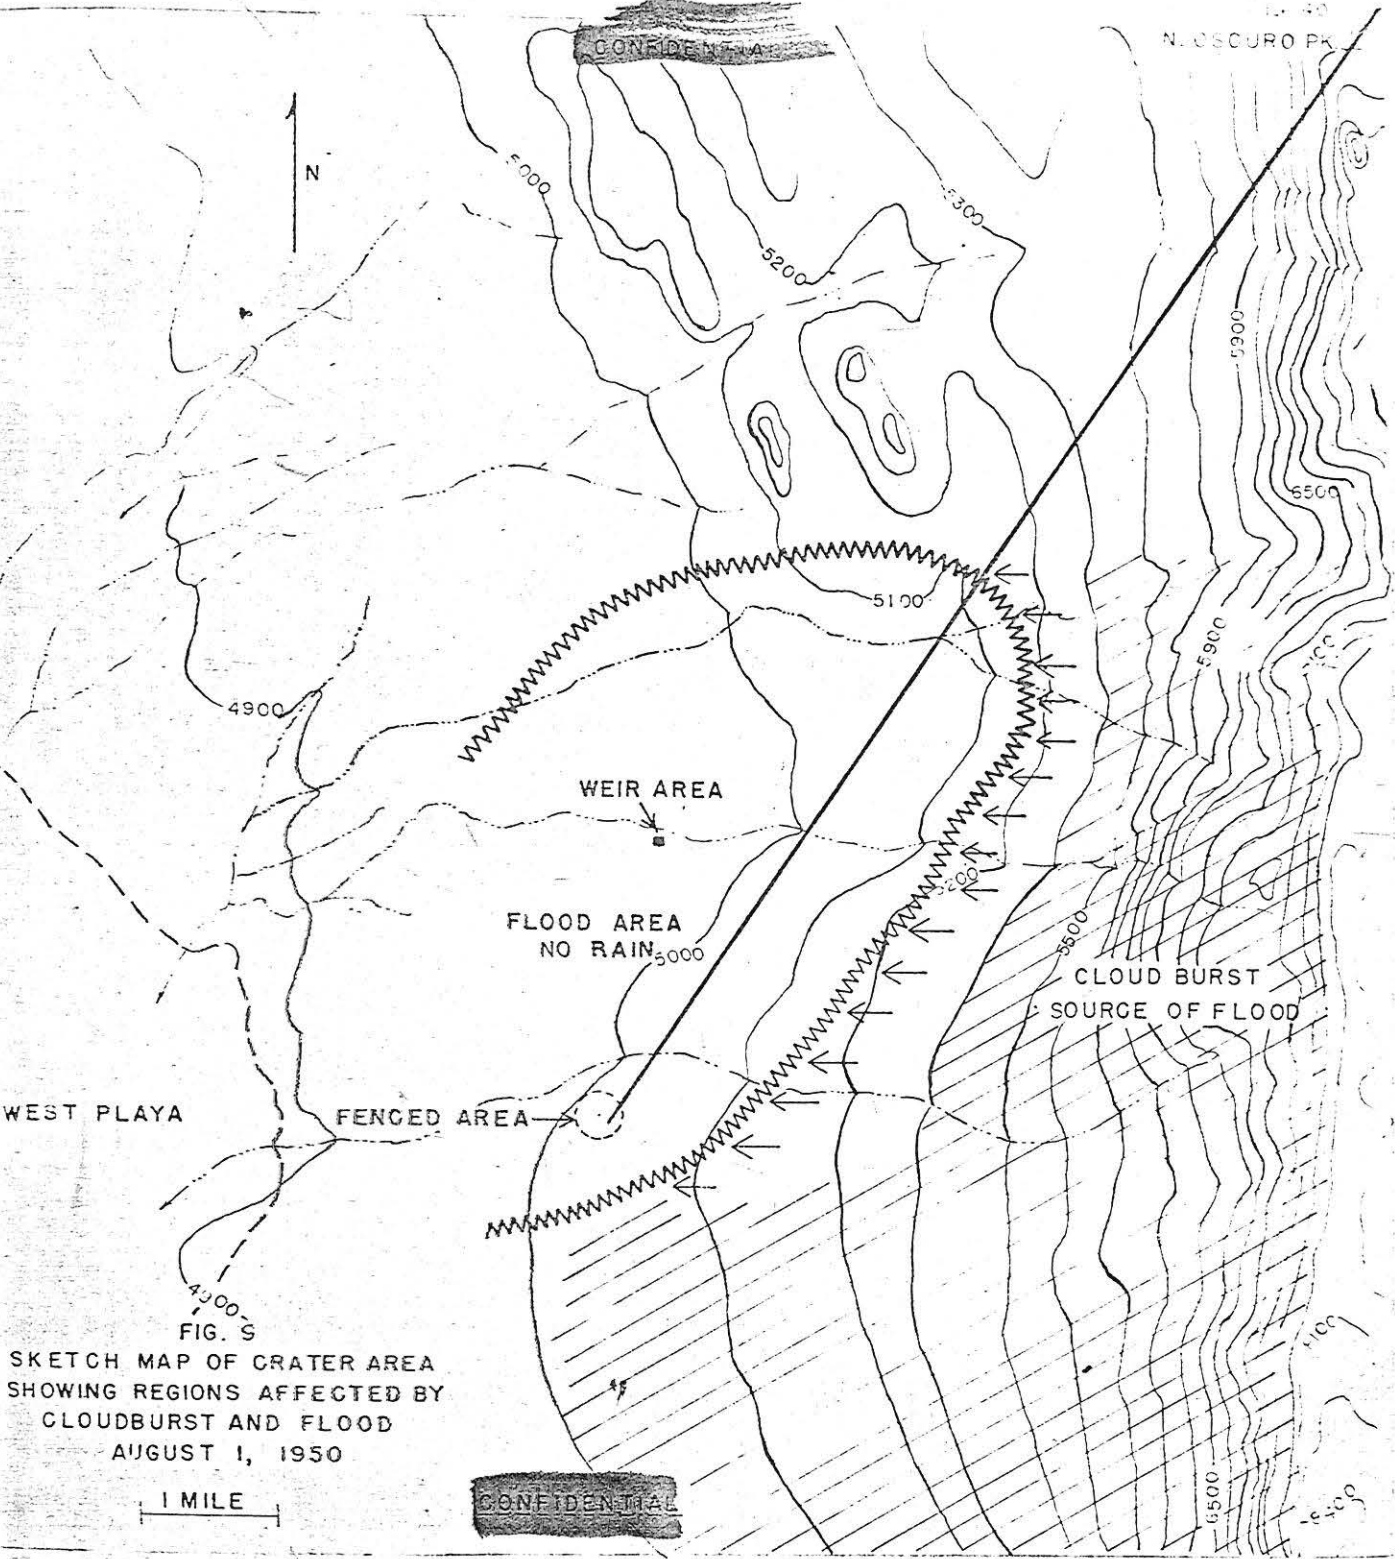 CONFIDENTIAL
N. OSCURO PK.
N
5000
5300
5200
5900
6500
5100
5900
4900
WEIR AREA
5200
FLOOD AREA
NO RAIN
5000
5500
CLOUD BURST
SOURCE OF FLOOD
WEST PLAYA
FENCED AREA
4900
FIG. 9
SKETCH MAP OF CRATER AREA
SHOWING REGIONS AFFECTED BY
CLOUDBURST AND FLOOD
AUGUST 1, 1950
1 MILE
CONFIDENTIAL
6500